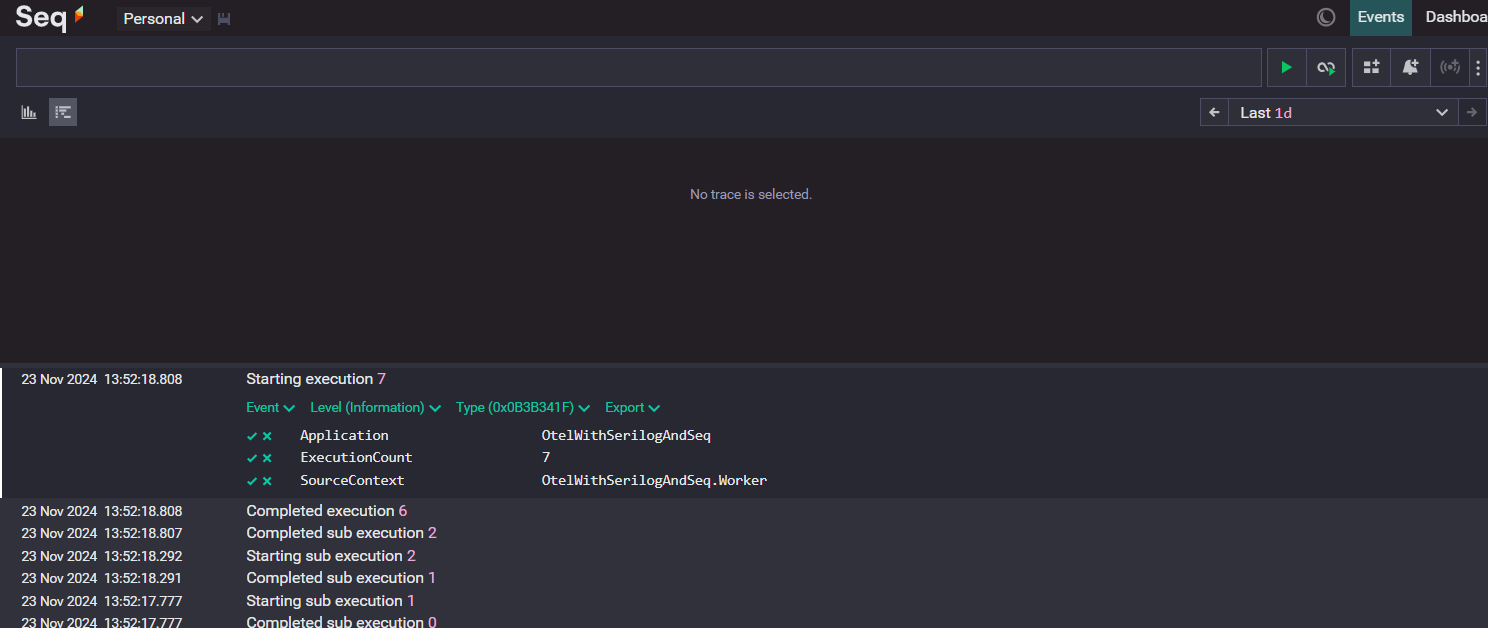 Seq Personal Events Dashboa
Last 1d
No trace is selected.
23 Nov 2024 13:52:18.808 Starting execution 7
Event Level (Information) Type (0x0B3B341F) Export
Application OtelWithSerilogAndSeq
ExecutionCount 7
SourceContext OtelWithSerilogAndSeq.Worker
23 Nov 2024 13:52:18.808 Completed execution 6
23 Nov 2024 13:52:18.807 Completed sub execution 2
23 Nov 2024 13:52:18.292 Starting sub execution 2
23 Nov 2024 13:52:18.291 Completed sub execution 1
23 Nov 2024 13:52:17.777 Starting sub execution 1
23 Nov 2024 13:52:17.777 Completed sub execution 0